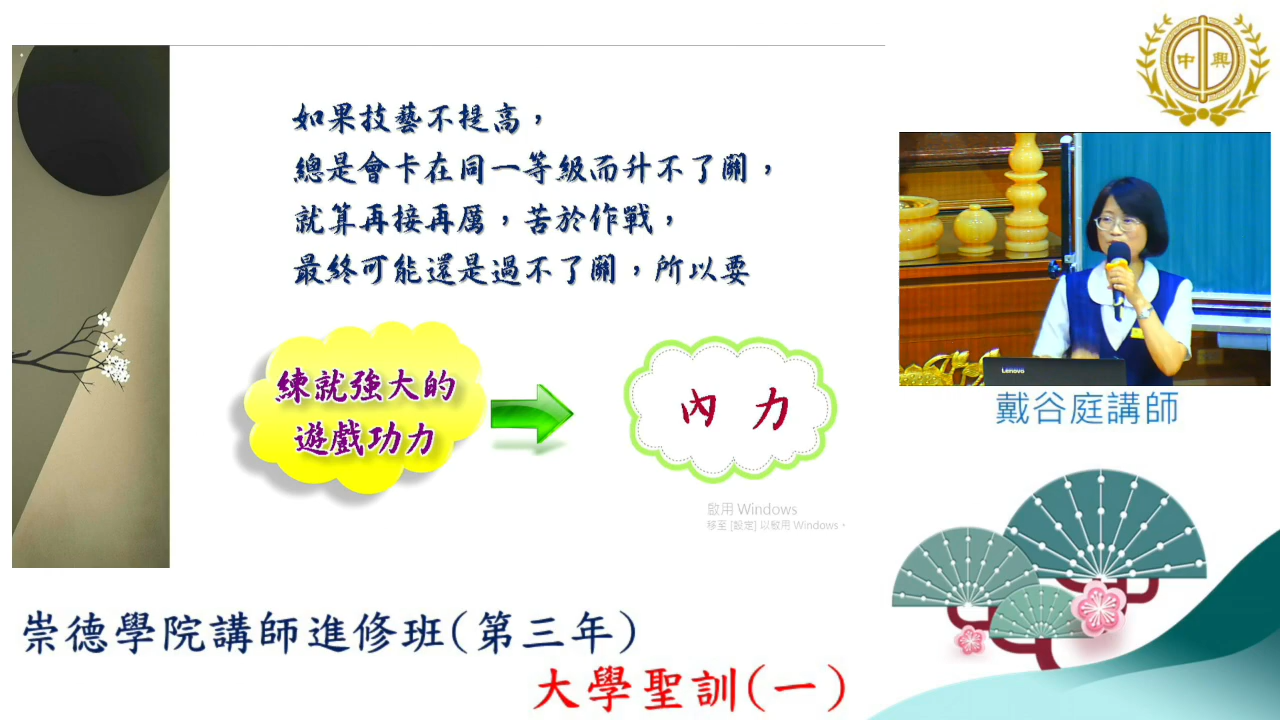 如果技藝不提高，
總是會卡在同一等級而升不了關，
就算再接再厲，苦於作戰，
最終可能還是過不了關，所以要
練就強大的
遊戲功力
內 力
啟用 Windows
移至 [設定] 以啟用 Windows。
中 興
Lenovo
戴谷庭講師
崇德學院講師進修班(第三年)
大學聖訓(一)